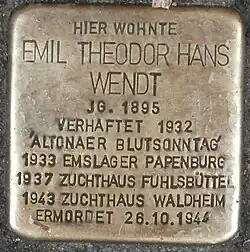 HIER WOHNTE
EMIL THEODOR HANS
WENDT
JG. 1895
VERHAFTET 1932
'ALTONAER BLUTSONNTAG'
1933 EMSLAGER PAPENBURG
1937 ZUCHTHAUS FUHLSBÜTTEL
1943 ZUCHTHAUS WALDHEIM
ERMORDET 26.10.1944